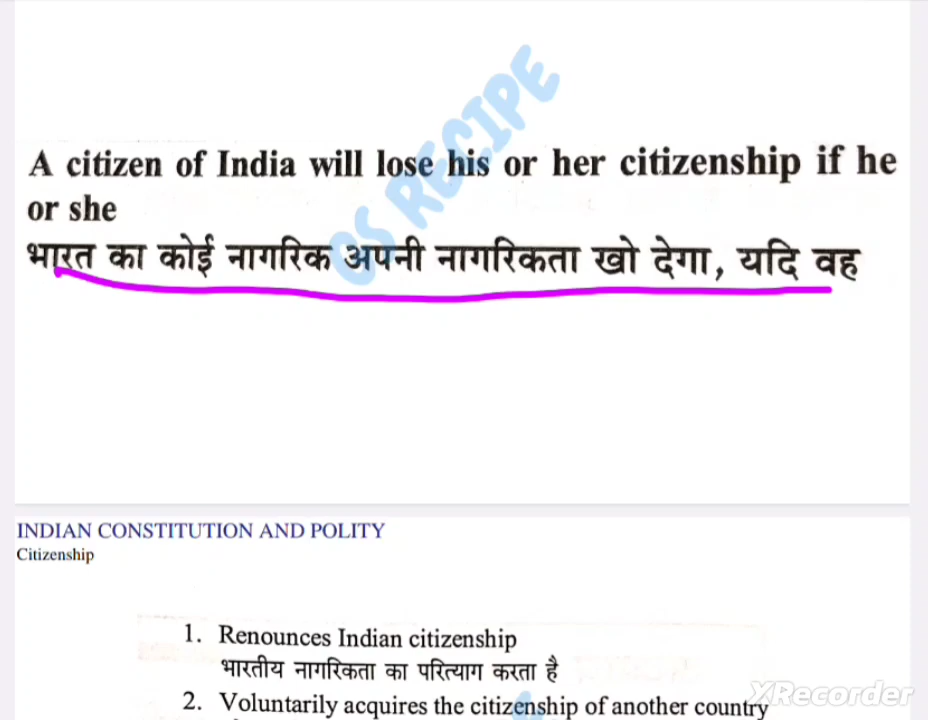 A citizen of India will lose his or her citizenship if he
or she
भारत का कोई नागरिक अपनी नागरिकता खो देगा, यदि वह
GS RECIPE
INDIAN CONSTITUTION AND POLITY
Citizenship
1. Renounces Indian citizenship
भारतीय नागरिकता का परित्याग करता है
2. Voluntarily acquires the citizenship of another country
XRecorder